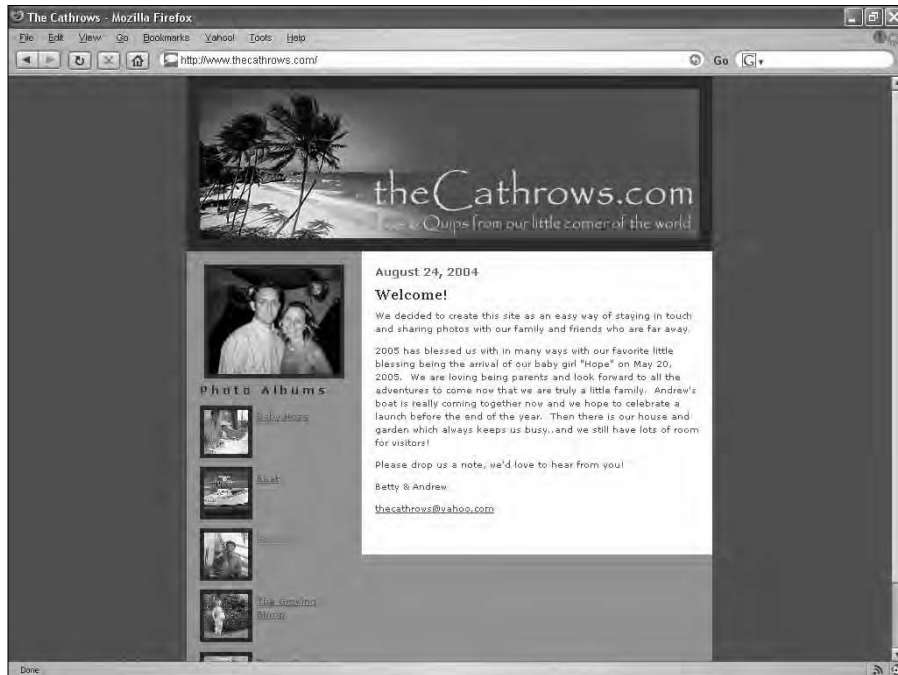 The Cathrows - Mozilla Firefox
File Edit View Go Bookmarks Yahoo! Tools Help
http://www.thecathrows.com/
Go
G
theCathrows.com
& Quips from our little corner of the world
August 24, 2004
Welcome!
We decided to create this site as an easy way of staying in touch
and sharing photos with our family and friends who are far away.
2005 has blessed us with in many ways with our favorite little
blessing being the arrival of our baby girl "Hope" on May 20,
2005. We are loving being parents and look forward to all the
adventures to come now that we are truly a little family. Andrew's
boat is really coming together now and we hope to celebrate a
launch before the end of the year. Then there is our house and
garden which always keeps us busy..and we still have lots of room
for visitors!
Please drop us a note, we'd love to hear from you!
Betty & Andrew
thecathrows@yahoo.com
Photo Albums
Baby Hope
Boat
The Growing
Done